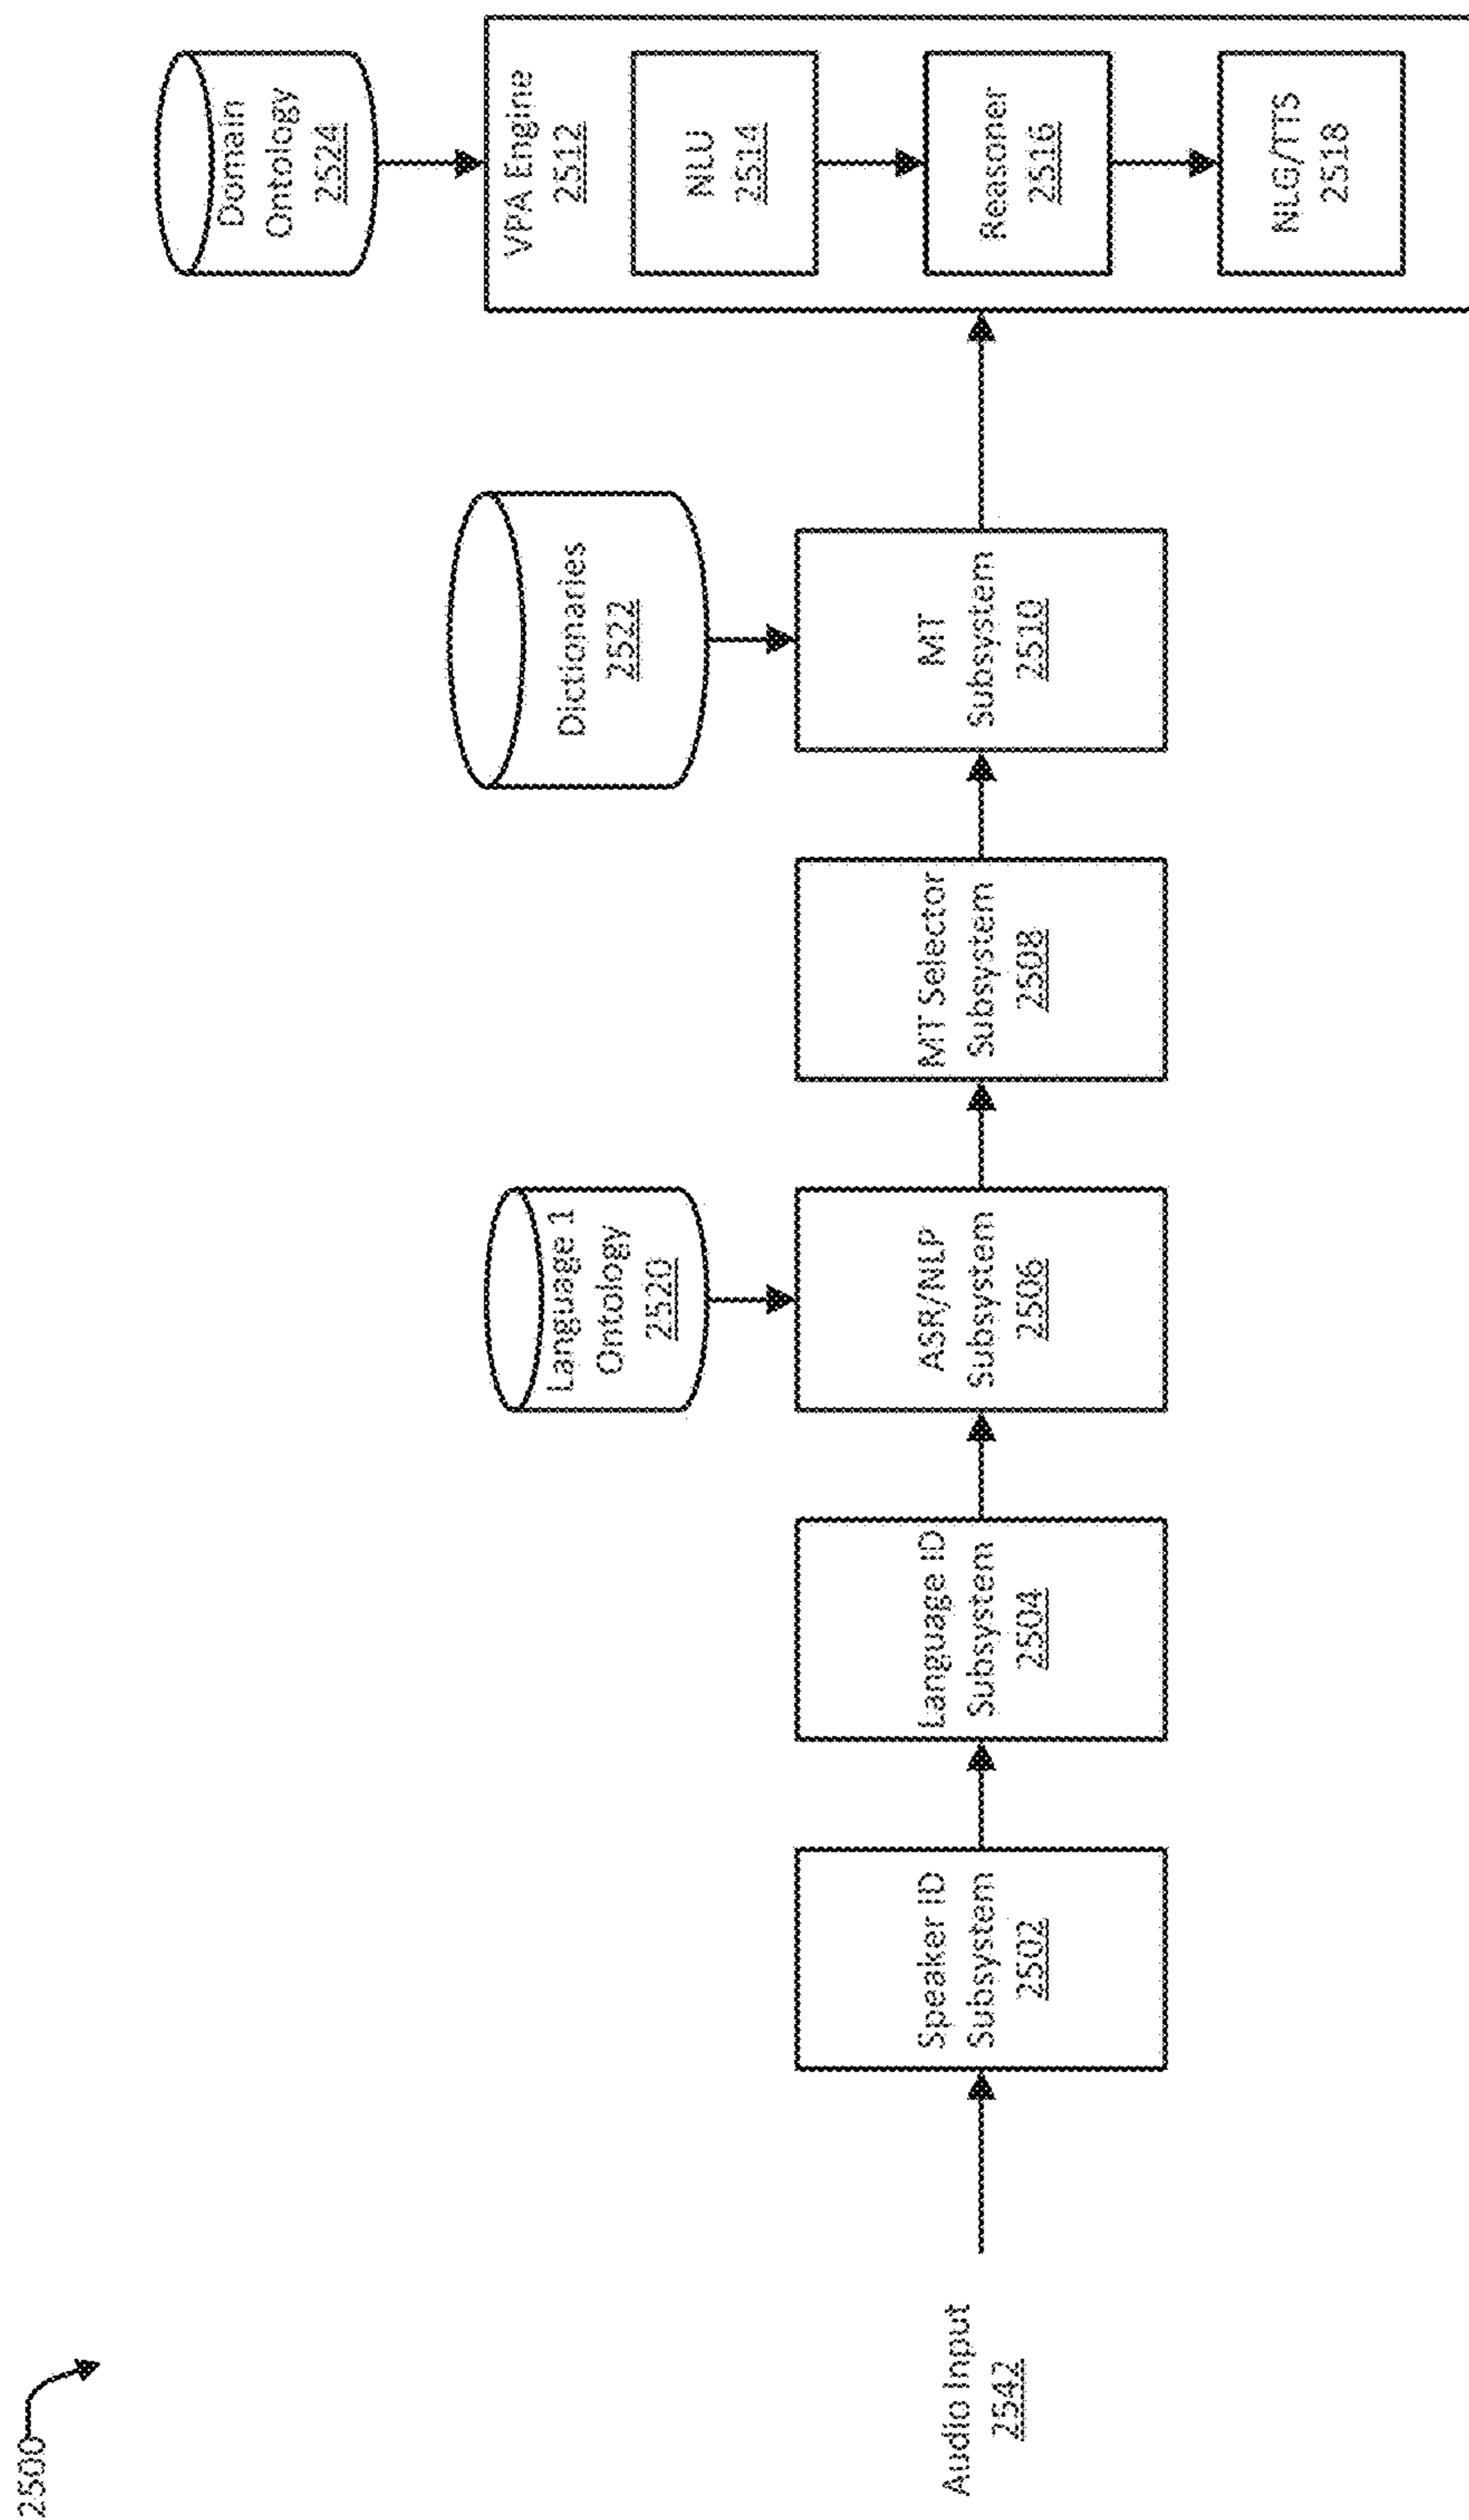 2500
Audio Input
2542
Speaker ID
Subsystem
2502
Language ID
Subsystem
2504
Language 1
Ontology
2520
ASR/NLP
Subsystem
2506
MT Selector
Subsystem
2508
Dictionaries
2522
MT
Subsystem
2510
Domain
Ontology
2524
VPA Engine
2512
NLU
2514
Reasoner
2516
NLG/TTS
2518